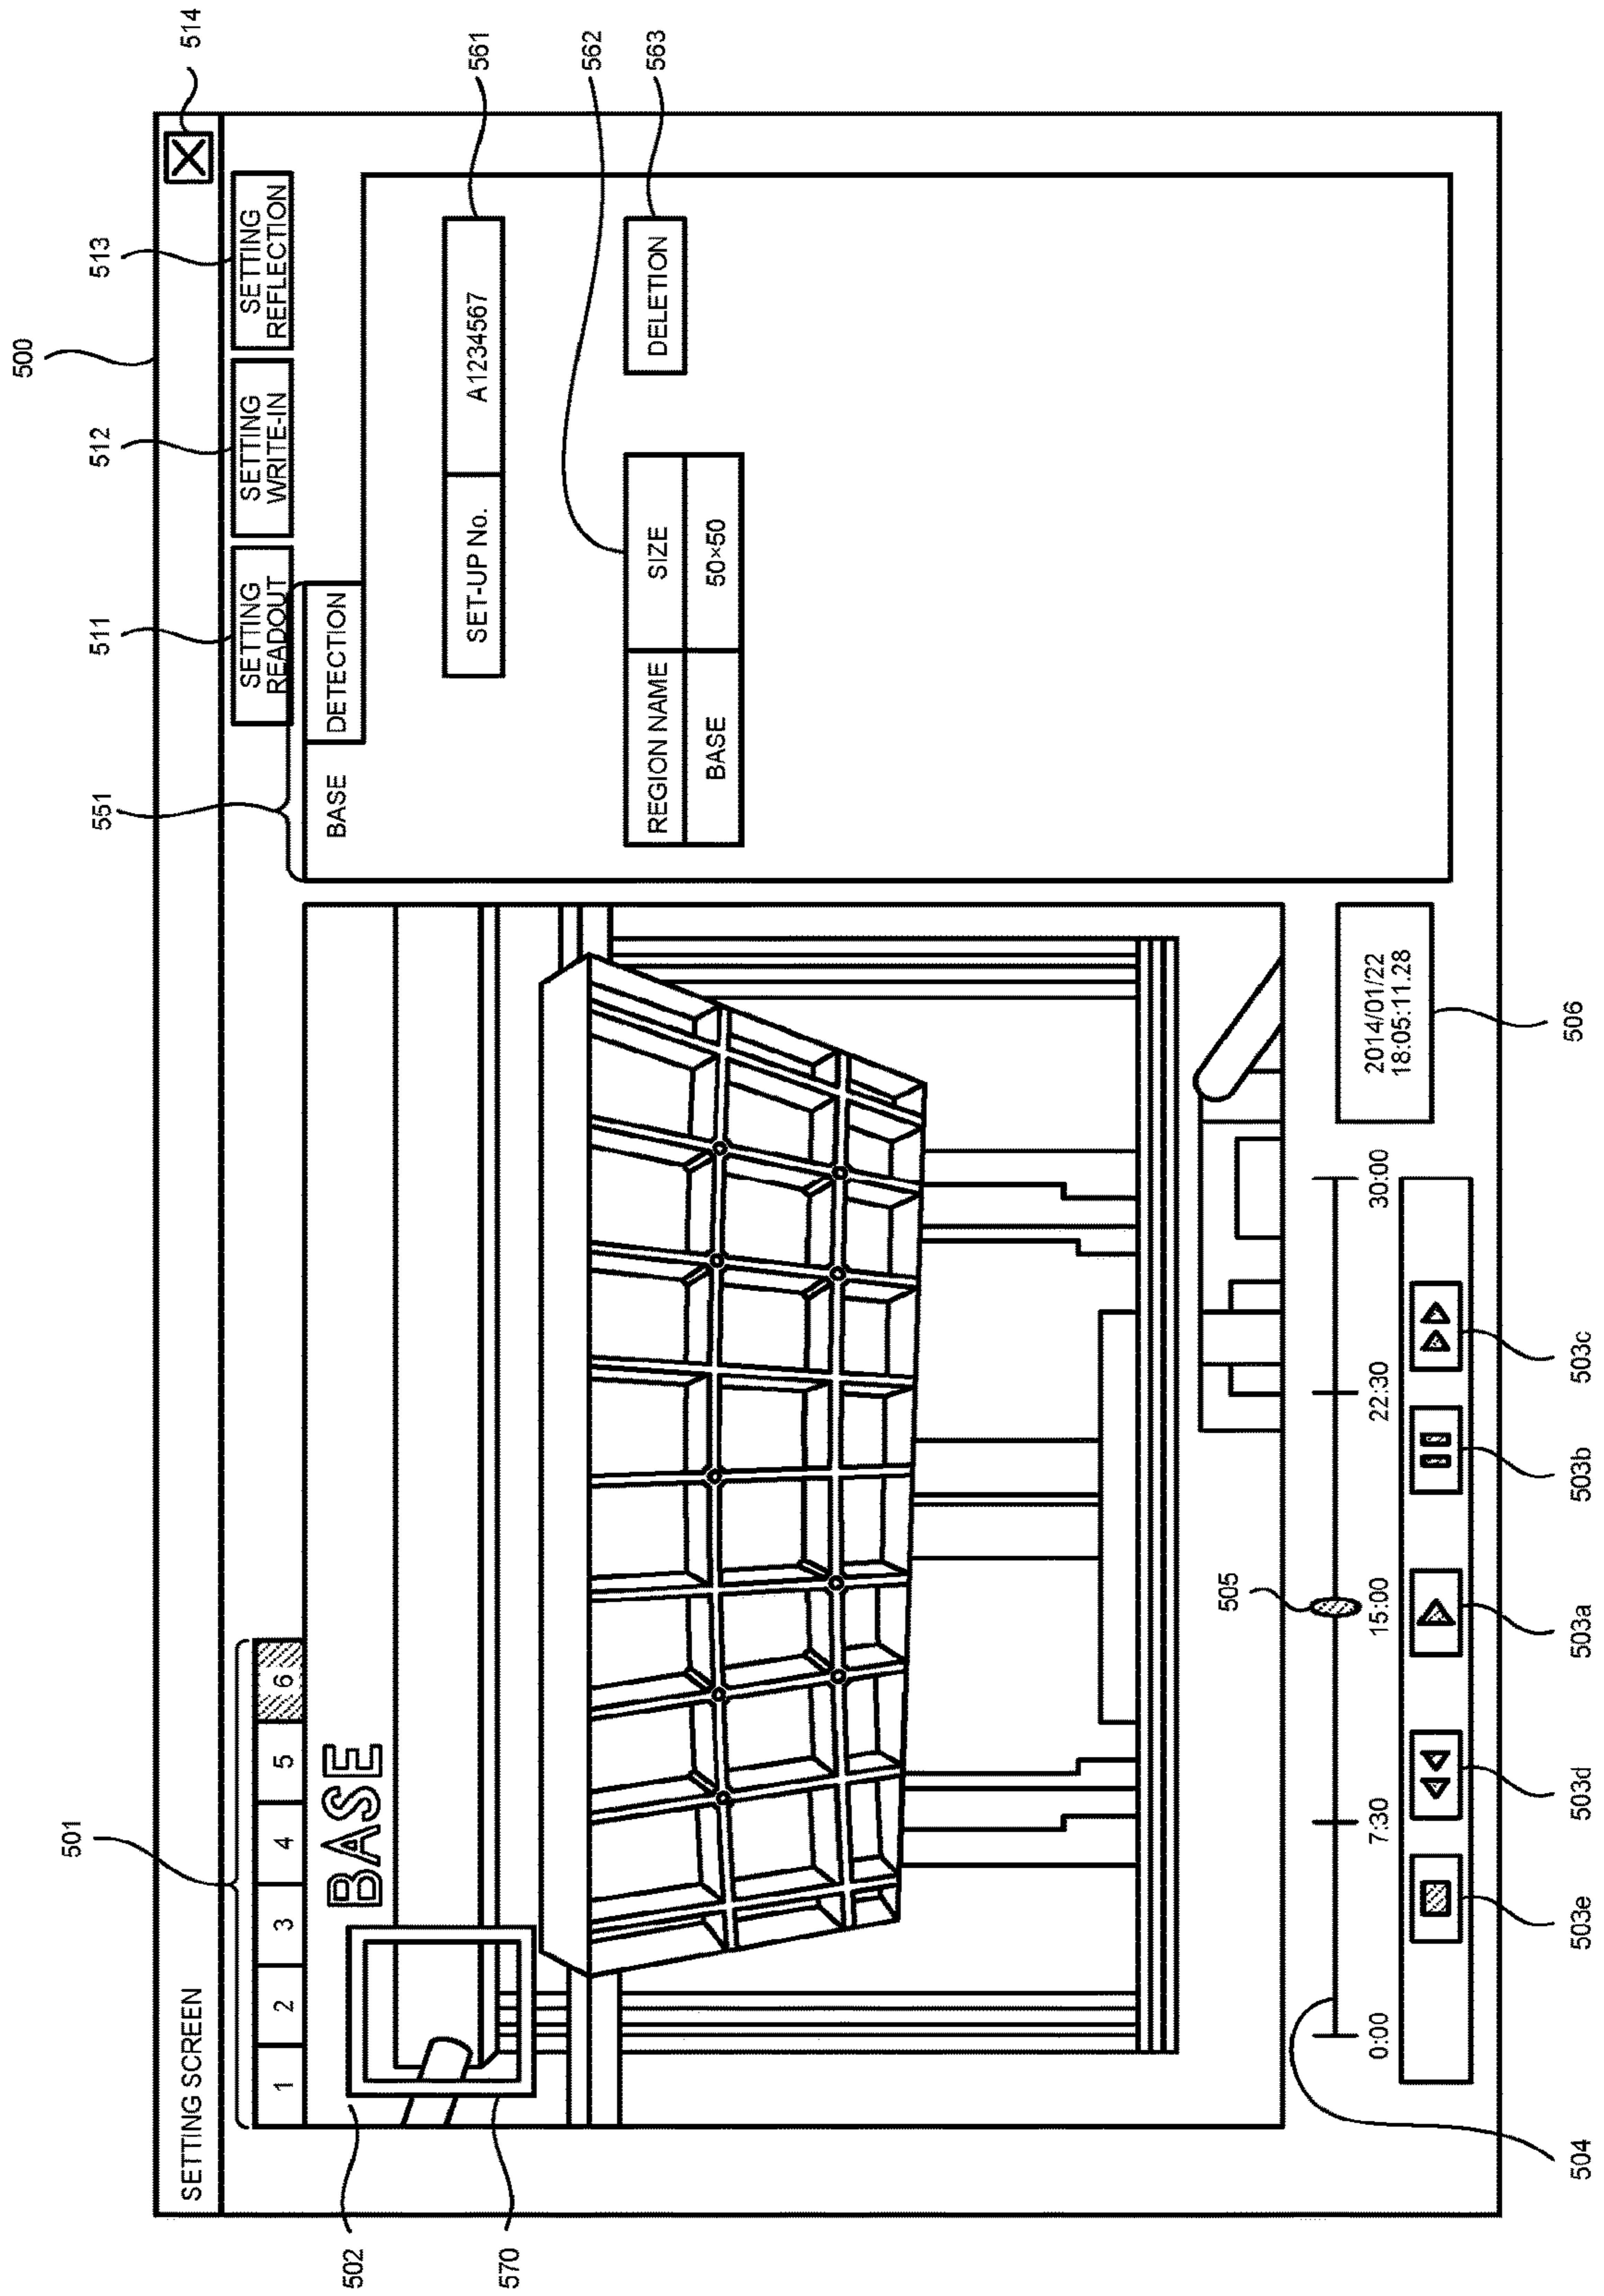 500
514
SETTING SCREEN
511
512
513
SETTING
READOUT
SETTING
WRITE-IN
SETTING
REFLECTION
501
1
2
3
4
5
6
551
BASE
DETECTION
502
BASE
SET-UP No.
A1234567
561
562
REGION NAME
SIZE
BASE
50×50
DELETION
563
570
505
504
0:00
7:30
15:00
22:30
30:00
2014/01/22
18:05:11.28
506
503e
503d
503a
503b
503c